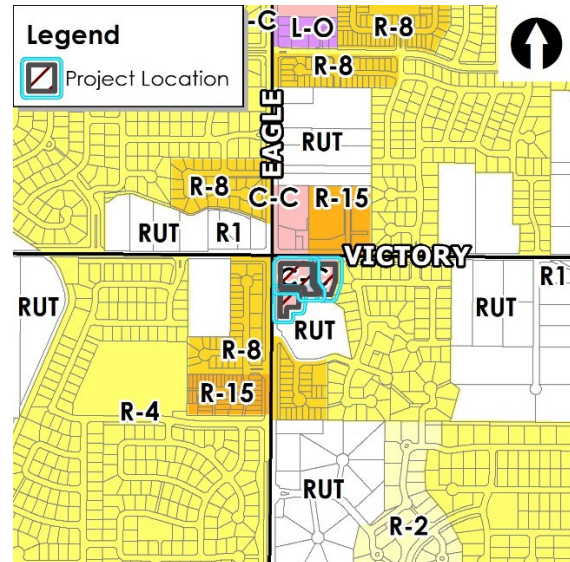 Legend
Project Location
-C
L-O
R-8
R-8
EAGLE
RUT
R-8
C-C
R-15
RUT
R1
VICTORY
RUT
RUT
R1
RUT
R-8
R-15
R-4
RUT
R-2